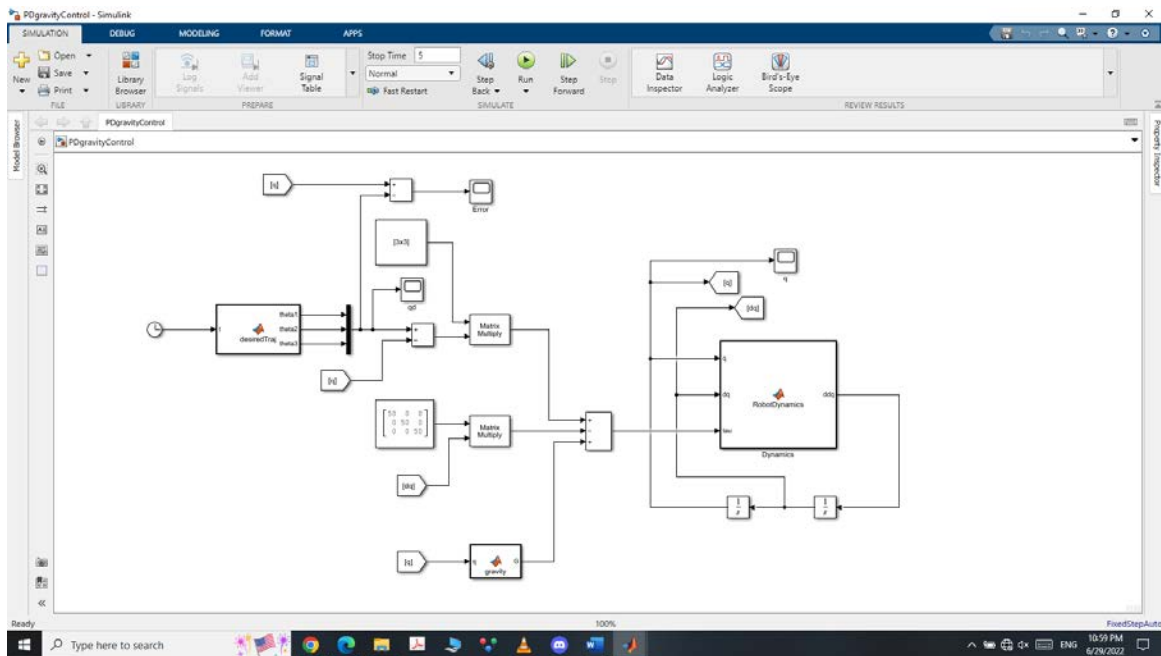 PDgravityControl - Simulink
SIMULATION DEBUG MODELING FORMAT APPS
New
Open
Save
Print
FILE
Library Browser
LIBRARY
Log Signals
Add Viewer
Signal Table
PREPARE
Stop Time 5
Normal
Fast Restart
Step Back
Run
Step Forward
Stop
SIMULATE
Data Inspector
Logic Analyzer
Bird's-Eye Scope
REVIEW RESULTS
Model Browser
PDgravityControl
PDgravityControl
Property Inspector
[q]
+
−
Error
[3x3]
t
desiredTraj
theta1
theta2
theta3
qd
+
−
Matrix Multiply
[q]
50 0 0
0 50 0
0 0 50
Matrix Multiply
[dq]
+
−
+
[q]
q
gravity
G
q
[q]
[dq]
q
dq
tau
RobotDynamics
ddq
Dynamics
1
s
1
s
Ready
100%
FixedStepAuto
Type here to search
ENG
10:59 PM
6/29/2022